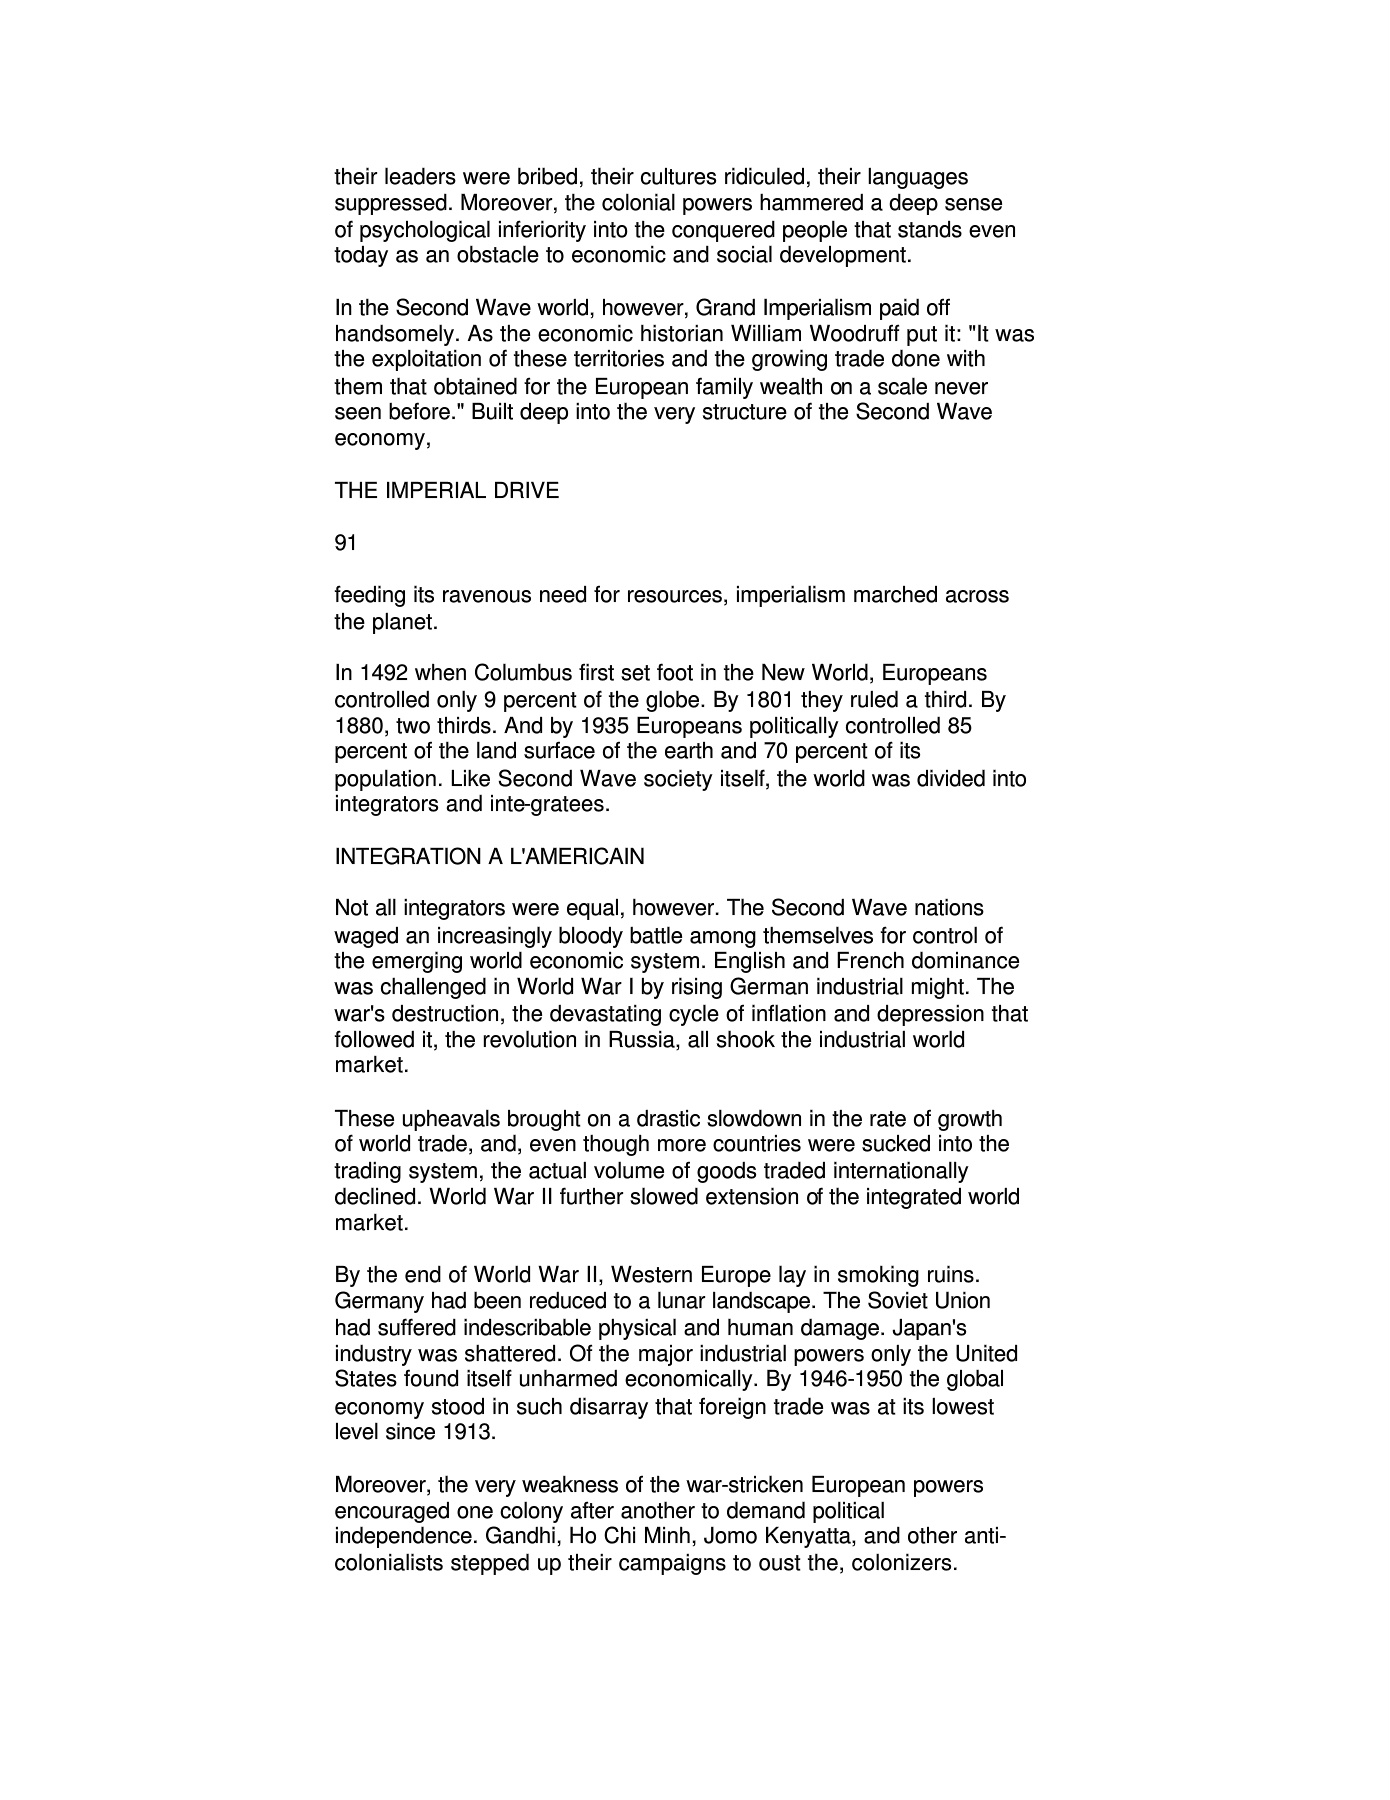 their leaders were bribed, their cultures ridiculed, their languages
suppressed. Moreover, the colonial powers hammered a deep sense
of psychological inferiority into the conquered people that stands even
today as an obstacle to economic and social development.
In the Second Wave world, however, Grand Imperialism paid off
handsomely. As the economic historian William Woodruff put it: "It was
the exploitation of these territories and the growing trade done with
them that obtained for the European family wealth on a scale never
seen before." Built deep into the very structure of the Second Wave
economy,
THE IMPERIAL DRIVE
91
feeding its ravenous need for resources, imperialism marched across
the planet.
In 1492 when Columbus first set foot in the New World, Europeans
controlled only 9 percent of the globe. By 1801 they ruled a third. By
1880, two thirds. And by 1935 Europeans politically controlled 85
percent of the land surface of the earth and 70 percent of its
population. Like Second Wave society itself, the world was divided into
integrators and inte-gratees.
INTEGRATION A L'AMERICAIN
Not all integrators were equal, however. The Second Wave nations
waged an increasingly bloody battle among themselves for control of
the emerging world economic system. English and French dominance
was challenged in World War I by rising German industrial might. The
war's destruction, the devastating cycle of inflation and depression that
followed it, the revolution in Russia, all shook the industrial world
market.
These upheavals brought on a drastic slowdown in the rate of growth
of world trade, and, even though more countries were sucked into the
trading system, the actual volume of goods traded internationally
declined. World War II further slowed extension of the integrated world
market.
By the end of World War II, Western Europe lay in smoking ruins.
Germany had been reduced to a lunar landscape. The Soviet Union
had suffered indescribable physical and human damage. Japan's
industry was shattered. Of the major industrial powers only the United
States found itself unharmed economically. By 1946-1950 the global
economy stood in such disarray that foreign trade was at its lowest
level since 1913.
Moreover, the very weakness of the war-stricken European powers
encouraged one colony after another to demand political
independence. Gandhi, Ho Chi Minh, Jomo Kenyatta, and other anti-
colonialists stepped up their campaigns to oust the, colonizers.